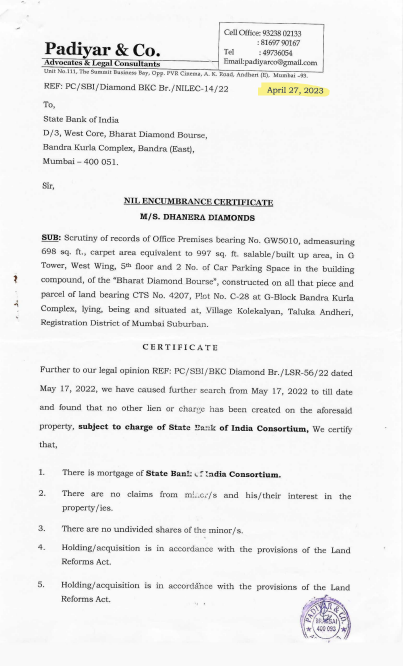 Padiyar & Co.
Advocates & Legal Consultants
Cell Office: 93238 02133
: 81697 90167
Tel : 49736054
Email:padiyarco@gmail.com
Unit No.111, The Summit Business Bay, Opp. PVR Cinema, A. K. Road, Andheri (E), Mumbai -93.
REF: PC/SBI/Diamond BKC Br./NILEC-14/22
April 27, 2023
To,
State Bank of India
D/3, West Core, Bharat Diamond Bourse,
Bandra Kurla Complex, Bandra (East),
Mumbai – 400 051.
Sir,
NIL ENCUMBRANCE CERTIFICATE
M/S. DHANERA DIAMONDS
SUB: Scrutiny of records of Office Premises bearing No. GW5010, admeasuring
698 sq. ft., carpet area equivalent to 997 sq. ft. salable/built up area, in G
Tower, West Wing, 5th floor and 2 No. of Car Parking Space in the building
compound, of the "Bharat Diamond Bourse", constructed on all that piece and
parcel of land bearing CTS No. 4207, Plot No. C-28 at G-Block Bandra Kurla
Complex, lying, being and situated at, Village Kolekalyan, Taluka Andheri,
Registration District of Mumbai Suburban.
CERTIFICATE
Further to our legal opinion REF: PC/SBI/BKC Diamond Br./LSR-56/22 dated
May 17, 2022, we have caused further search from May 17, 2022 to till date
and found that no other lien or charge has been created on the aforesaid
property, subject to charge of State Bank of India Consortium, We certify
that,
1. There is mortgage of State Bank of India Consortium.
2. There are no claims from minor/s and his/their interest in the
property/ies.
3. There are no undivided shares of the minor/s.
4. Holding/acquisition is in accordance with the provisions of the Land
Reforms Act.
5. Holding/acquisition is in accordance with the provisions of the Land
Reforms Act.
PADIYAR & CO.
MUMBAI
400 093